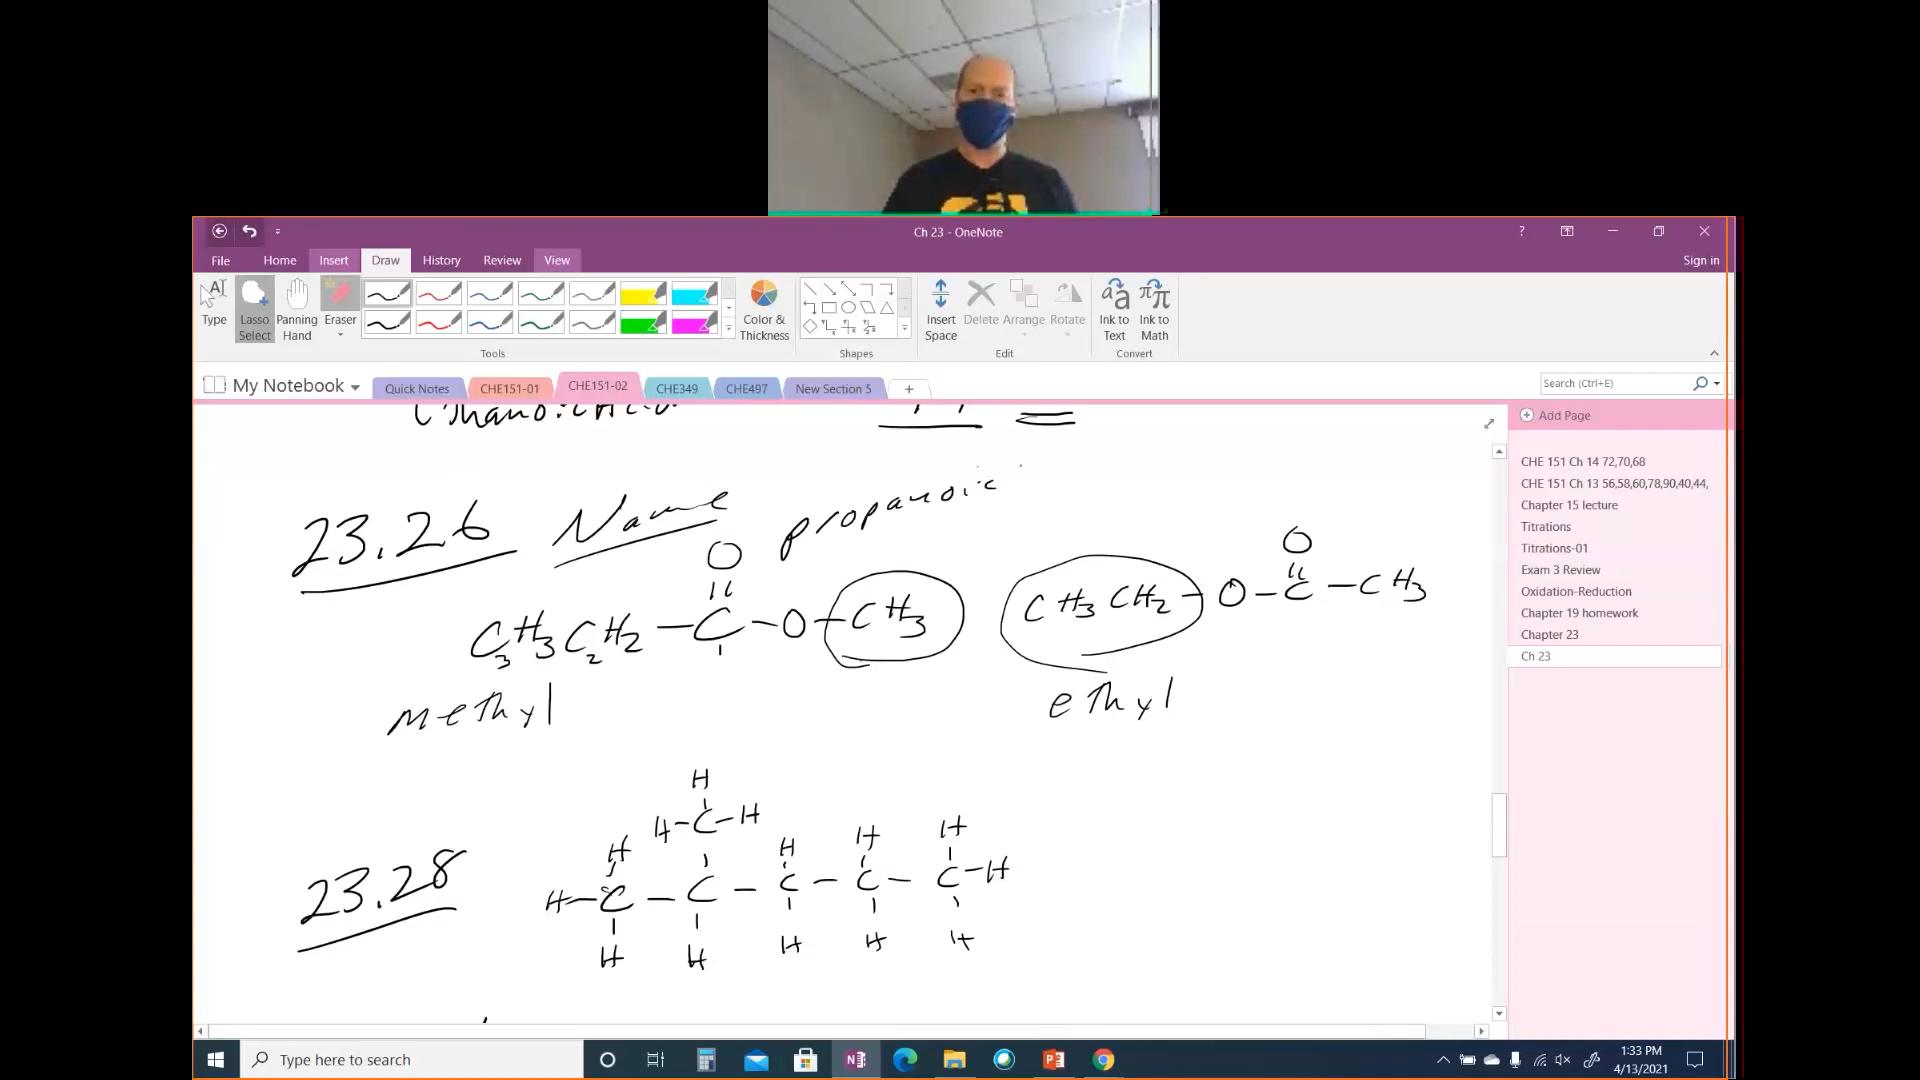 Ch 23 - OneNote
?
File Home Insert Draw History Review View Sign in
Type
Lasso Select
Panning Hand
Eraser
Color & Thickness
Insert Space
Delete Arrange Rotate
Ink to Text
Ink to Math
Tools Shapes Edit Convert
My Notebook Quick Notes CHE151-01 CHE151-02 CHE349 CHE497 New Section 5 +
Search (Ctrl+E)
Add Page
CHE 151 Ch 14 72,70,68
CHE 151 Ch 13 56,58,60,78,90,40,44,
Chapter 15 lecture
Titrations
Titrations-01
Exam 3 Review
Oxidation-Reduction
Chapter 19 homework
Chapter 23
Ch 23
23.26 Name propanoic
O O
CH3CH2 — C — O — CH3 CH3CH2 — O — C — CH3
3 2
methyl ethyl
23.28
H
H - C - H
H H H H
H — C — C — C — C — C — H
H H H H H
Type here to search
1:33 PM
4/13/2021